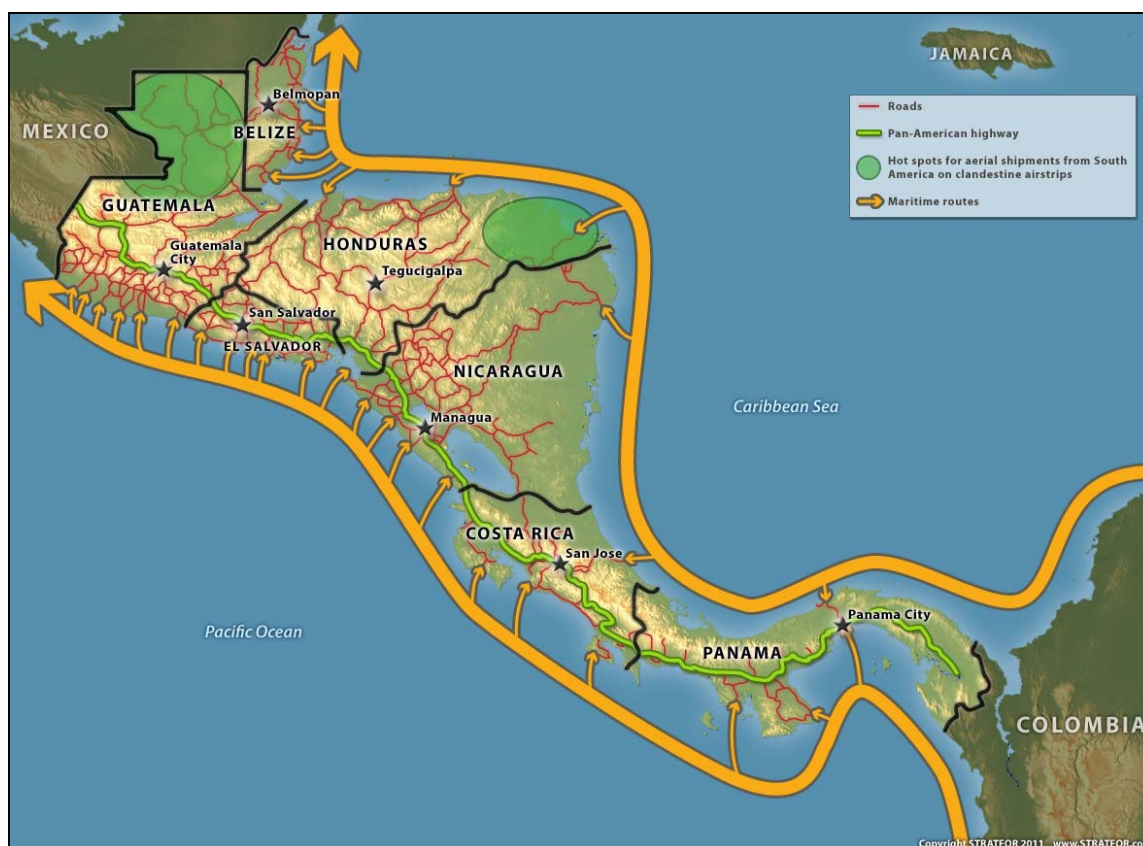 JAMAICA
Roads
Pan-American highway
Hot spots for aerial shipments from South
America on clandestine airstrips
Maritime routes
MEXICO
Belmopan
BELIZE
GUATEMALA
Guatemala
City
HONDURAS
Tegucigalpa
San Salvador
EL SALVADOR
NICARAGUA
Managua
Caribbean Sea
COSTA RICA
San Jose
Pacific Ocean
Panama City
PANAMA
COLOMBIA
Copyright STRATFOR 2011 www.STRATFOR.co